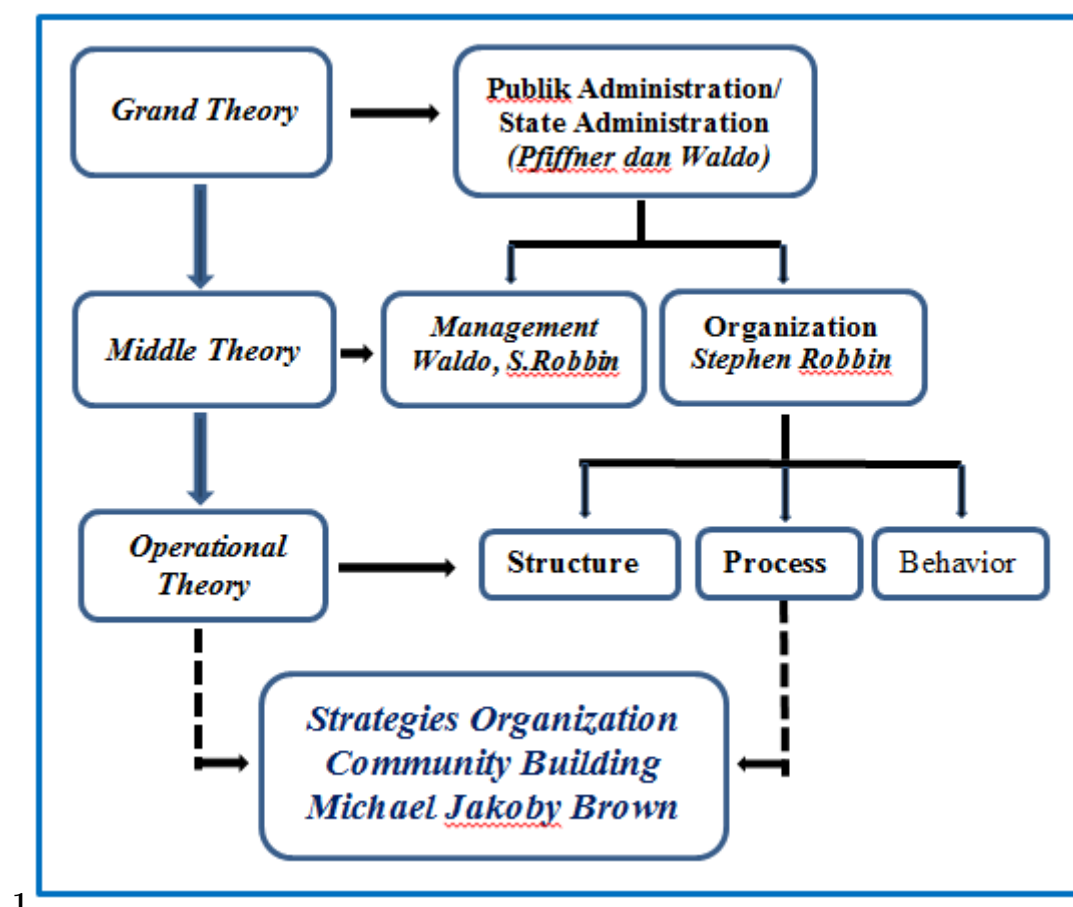 Grand Theory
Publik Administration/
State Administration
(Pfiffner dan Waldo)
Middle Theory
Management
Waldo, S.Robbin
Organization
Stephen Robbin
Operational
Theory
Structure
Process
Behavior
Strategies Organization
Community Building
Michael Jakoby Brown
1